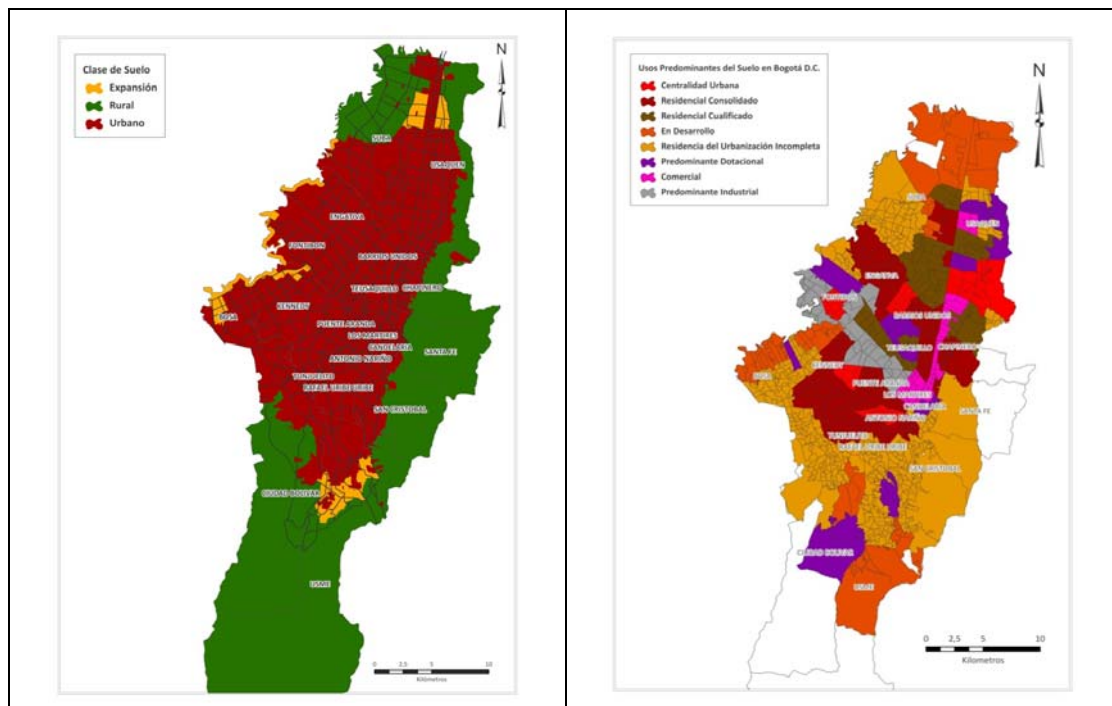 N
Clase de Suelo
Expansión
Rural
Urbano
SUBA
USAQUEN
ENGATIVA
FONTIBON
BARRIOS UNIDOS
TEUSAQUILLO
CHAPINERO
KENNEDY
BOSA
PUENTE ARANDA
LOS MARTIRES
CANDELARIA
SANTA FE
ANTONIO NARIÑO
TUNJUELITO
RAFAEL URIBE URIBE
SAN CRISTOBAL
CIUDAD BOLIVAR
USME
0 2,5 5 10
Kilómetros
Usos Predominantes del Suelo en Bogotá D.C.
N
Centralidad Urbana
Residencial Consolidado
Residencial Cualificado
En Desarrollo
Residencia del Urbanización Incompleta
Predominante Dotacional
Comercial
Predominante Industrial
SUBA
USAQUÉN
ENGATIVA
FONTIBON
BARRIOS UNIDOS
TEUSAQUILLO
CHAPINERO
KENNEDY
BOSA
PUENTE ARANDA
LOS MARTIRES
CANDELARIA
SANTA FE
ANTONIO NARIÑO
TUNJUELITO
RAFAEL URIBE URIBE
SAN CRISTOBAL
CIUDAD BOLIVAR
USME
0 2,5 5 10
Kilometros